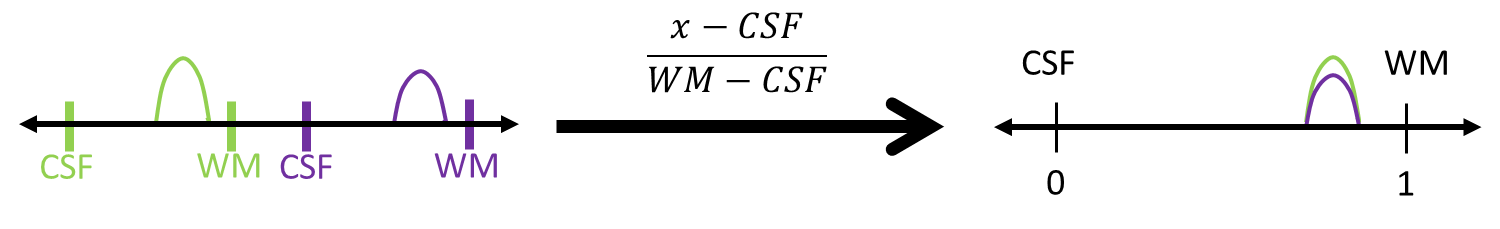 CSF WM CSF WM
x − CSF
WM − CSF
CSF WM
0 1